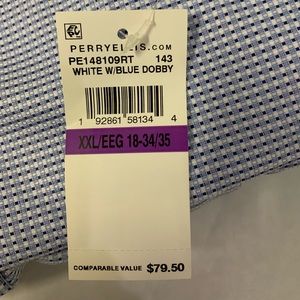 PERRYELLIS.COM
PE148109RT 143
WHITE W/BLUE DOBBY
1 92861 58134 4
XXL/EEG 18-34/35
COMPARABLE VALUE $79.50